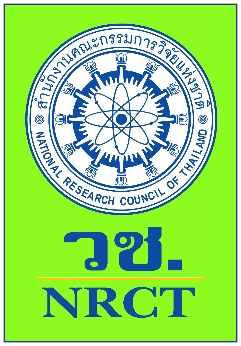 สำนักงานคณะกรรมการวิจัยแห่งชาติ
NATIONAL RESEARCH COUNCIL OF THAILAND
วช.
NRCT